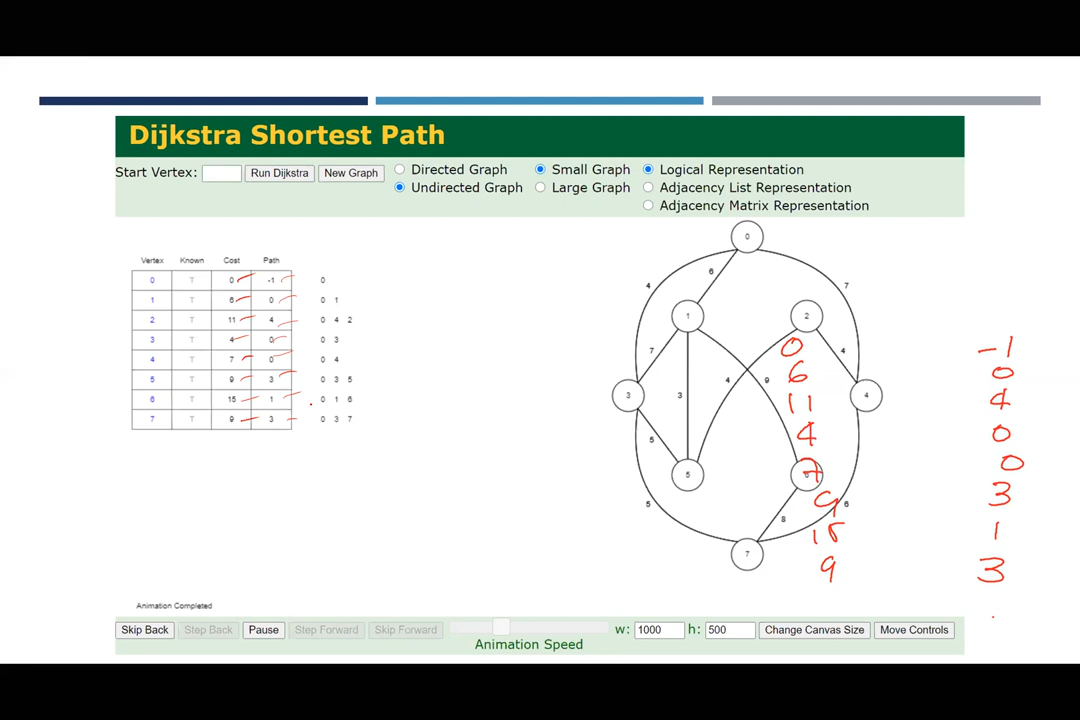 Dijkstra Shortest Path
Start Vertex: Run Dijkstra New Graph Directed Graph Small Graph Logical Representation
Undirected Graph Large Graph Adjacency List Representation
Adjacency Matrix Representation
Vertex Known Cost Path
0 T 0 -1 0
1 T 6 0 0 1
2 T 11 4 0 4 2
3 T 4 0 0 3
4 T 7 0 0 4
5 T 9 3 0 3 5
6 T 15 1 0 1 6
7 T 9 3 0 3 7
0
6
4 7
1 2
7 3 4 9 4
3 4
5
5 6
5 8 6
7
0 -1
6 0
11 4
4 0
7 0
9 3
15 1
9 3
Animation Completed
Skip Back Step Back Pause Step Forward Skip Forward w: 1000 h: 500 Change Canvas Size Move Controls
Animation Speed